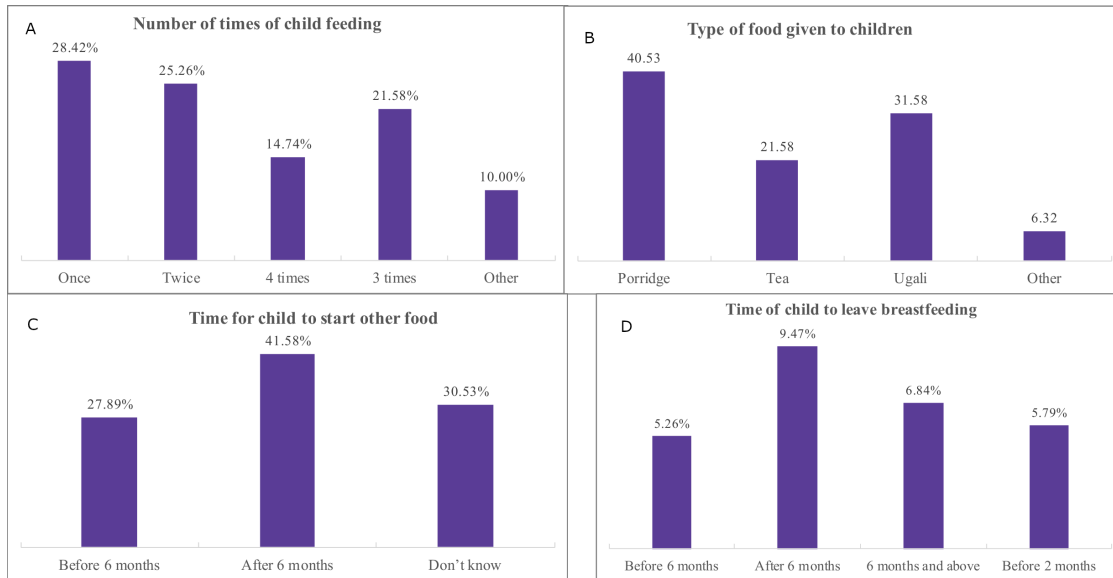 A
Number of times of child feeding
28.42%
25.26%
14.74%
21.58%
10.00%
Once
Twice
4 times
3 times
Other
B
Type of food given to children
40.53
21.58
31.58
6.32
Porridge
Tea
Ugali
Other
C
Time for child to start other food
27.89%
41.58%
30.53%
Before 6 months
After 6 months
Don’t know
D
Time of child to leave breastfeeding
5.26%
9.47%
6.84%
5.79%
Before 6 months
After 6 months
6 months and above
Before 2 months